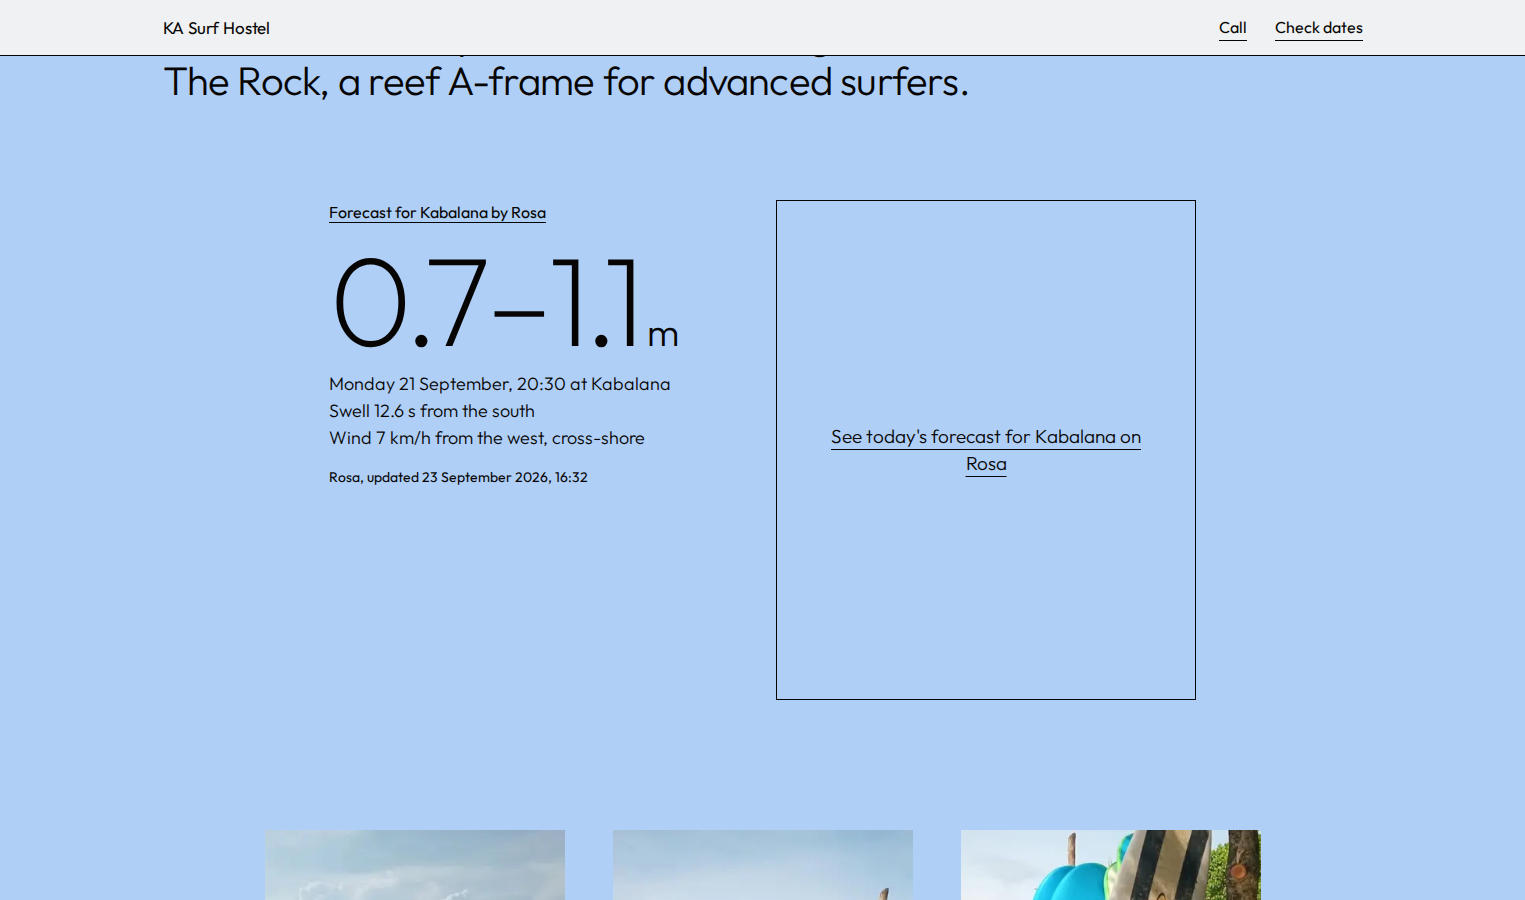 KA Surf Hostel
Call
Check dates
The Rock, a reef A-frame for advanced surfers.
Forecast for Kabalana by Rosa
0.7–1.1 m
Monday 21 September, 20:30 at Kabalana
Swell 12.6 s from the south
Wind 7 km/h from the west, cross-shore
Rosa, updated 23 September 2026, 16:32
See today's forecast for Kabalana on
Rosa